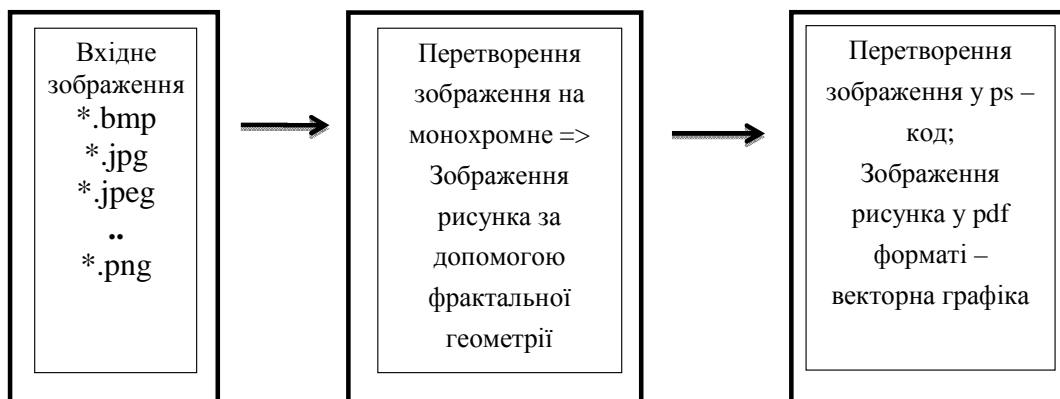 Вхідне
зображення
*.bmp
*.jpg
*.jpeg
..
*.png
Перетворення
зображення на
монохромне =>
Зображення
рисунка за
допомогою
фрактальної
геометрії
Перетворення
зображення у ps –
код;
Зображення
рисунка у pdf
форматі –
векторна графіка